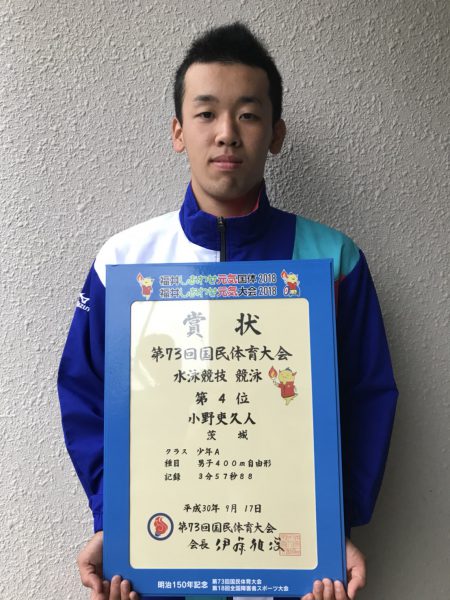 福井しあわせ元気国体2018
福井しあわせ元気大会2018
賞状
第73回国民体育大会
水泳競技 競泳
第4位
小野吏久人
茨城
クラス 少年A
種目 男子400m自由形
記録 3分57秒88
平成30年 9月 17日
第73回国民体育大会
会長 伊藤雅俊
明治150年記念
第73回国民体育大会
第18回全国障害者スポーツ大会